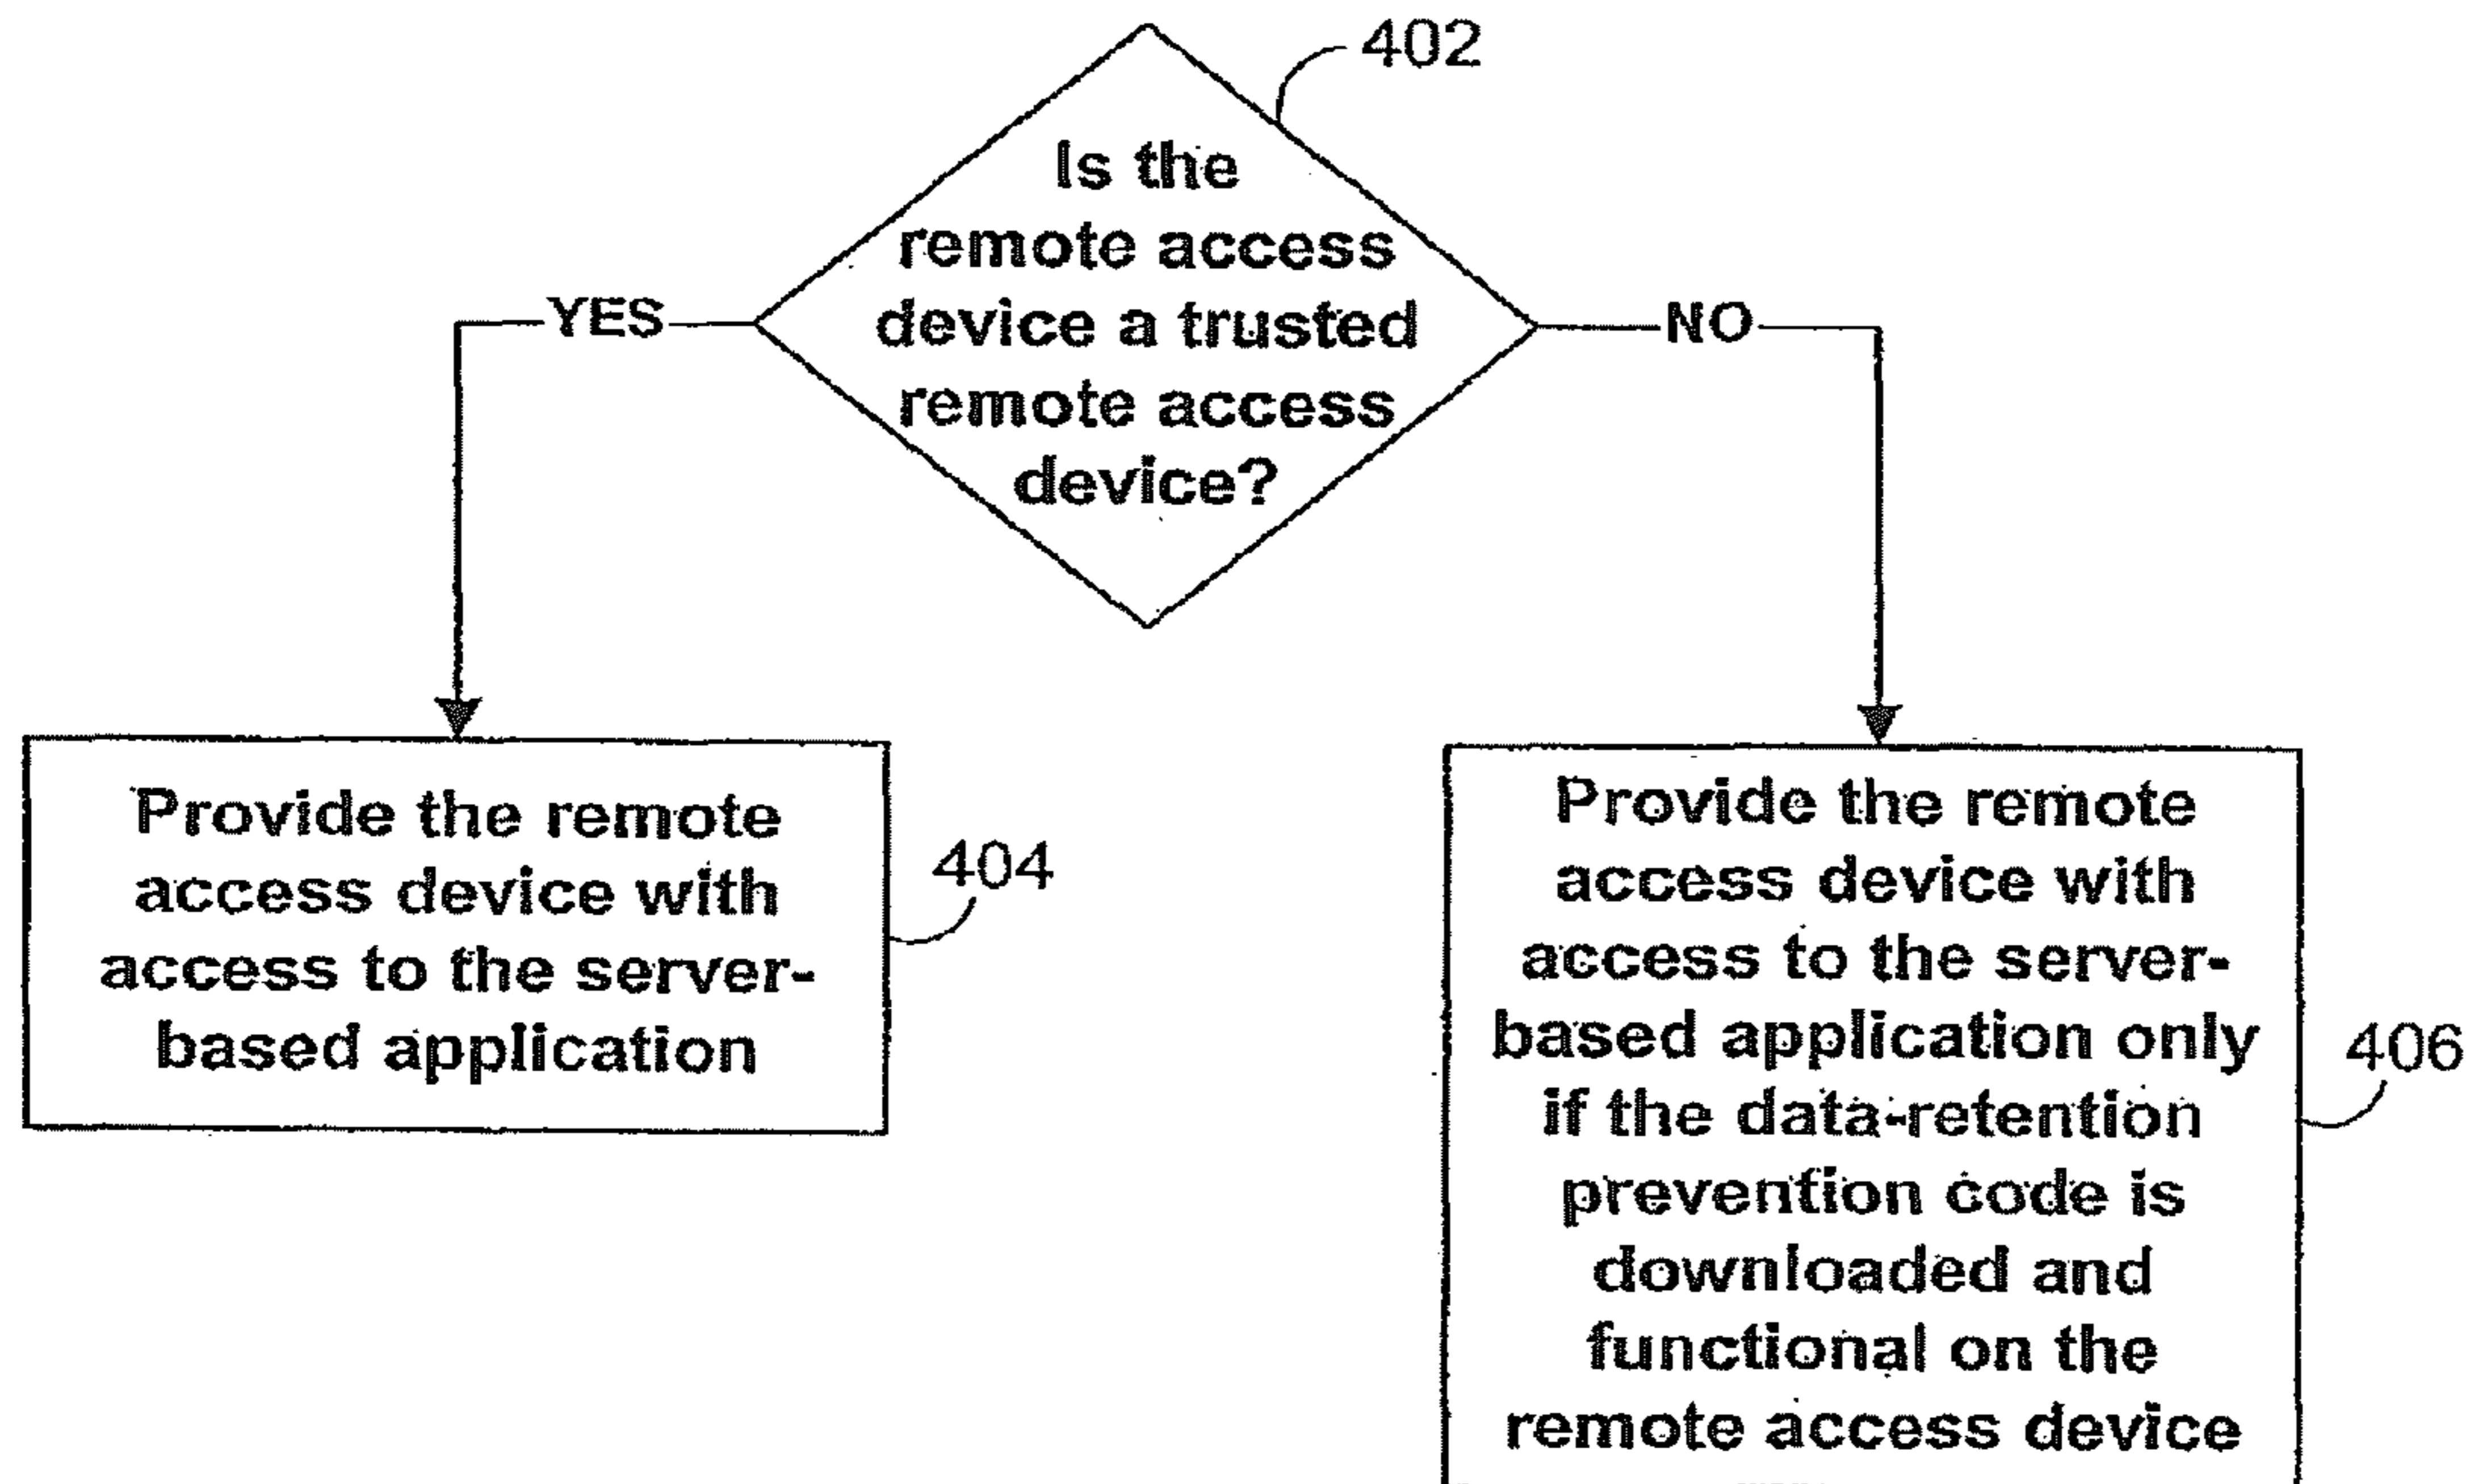 402
Is the
remote access
device a trusted
remote access
device?
YES
NO
Provide the remote
access device with
access to the server-
based application
404
Provide the remote
access device with
access to the server-
based application only
if the data-retention
prevention code is
downloaded and
functional on the
remote access device
406